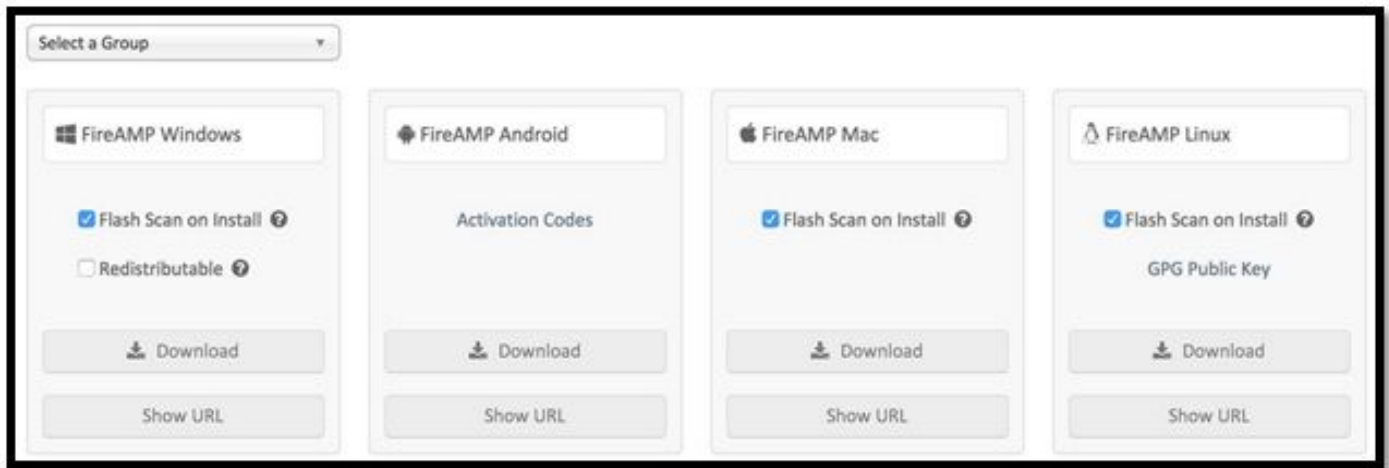 Select a Group
FireAMP Windows
Flash Scan on Install
Redistributable
Download
Show URL
FireAMP Android
Activation Codes
Download
Show URL
FireAMP Mac
Flash Scan on Install
Download
Show URL
FireAMP Linux
Flash Scan on Install
GPG Public Key
Download
Show URL